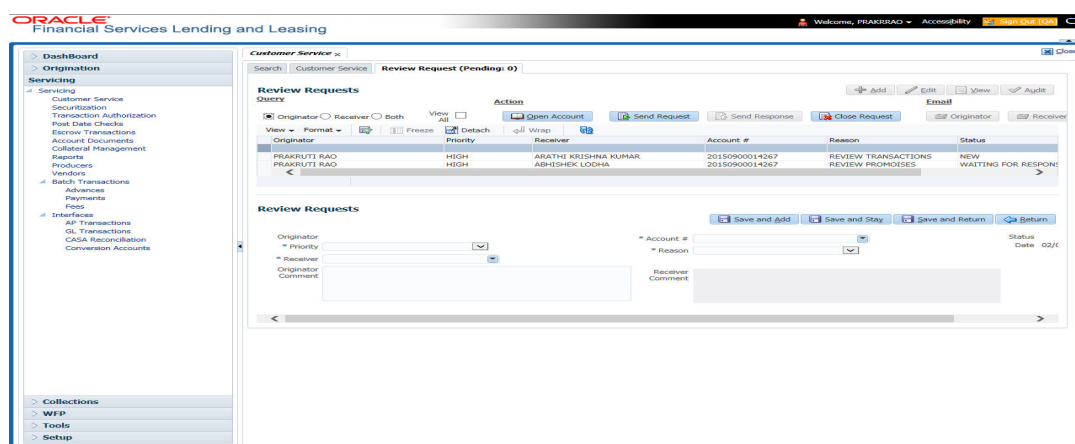 ORACLE
Financial Services Lending and Leasing
Welcome, PRAKRRAO Accessibility Sign Out [QA]
DashBoard
Origination
Servicing
Servicing
Customer Service
Securitization
Transaction Authorization
Post Date Checks
Escrow Transactions
Account Documents
Collateral Management
Reports
Producers
Vendors
Batch Transactions
Advances
Payments
Fees
Interfaces
AP Transactions
GL Transactions
CASA Reconciliation
Conversion Accounts
Collections
WFP
Tools
Setup
Customer Service x
Close
Search Customer Service Review Request (Pending: 0)
Review Requests
Add Edit View Audit
Query Action Email
Originator Receiver Both View All Open Account Send Request Send Response Close Request Originator Receiver
View Format Freeze Detach Wrap
Originator Priority Receiver Account # Reason Status
PRAKRUTI RAO HIGH ARATHI KRISHNA KUMAR 20150900014267 REVIEW TRANSACTIONS NEW
PRAKRUTI RAO HIGH ABHISHEK LODHA 20150900014267 REVIEW PROMOISES WAITING FOR RESPONS
Review Requests
Save and Add Save and Stay Save and Return Return
Originator Status
* Priority * Account # Date 02/0
* Receiver * Reason
Originator Comment Receiver Comment